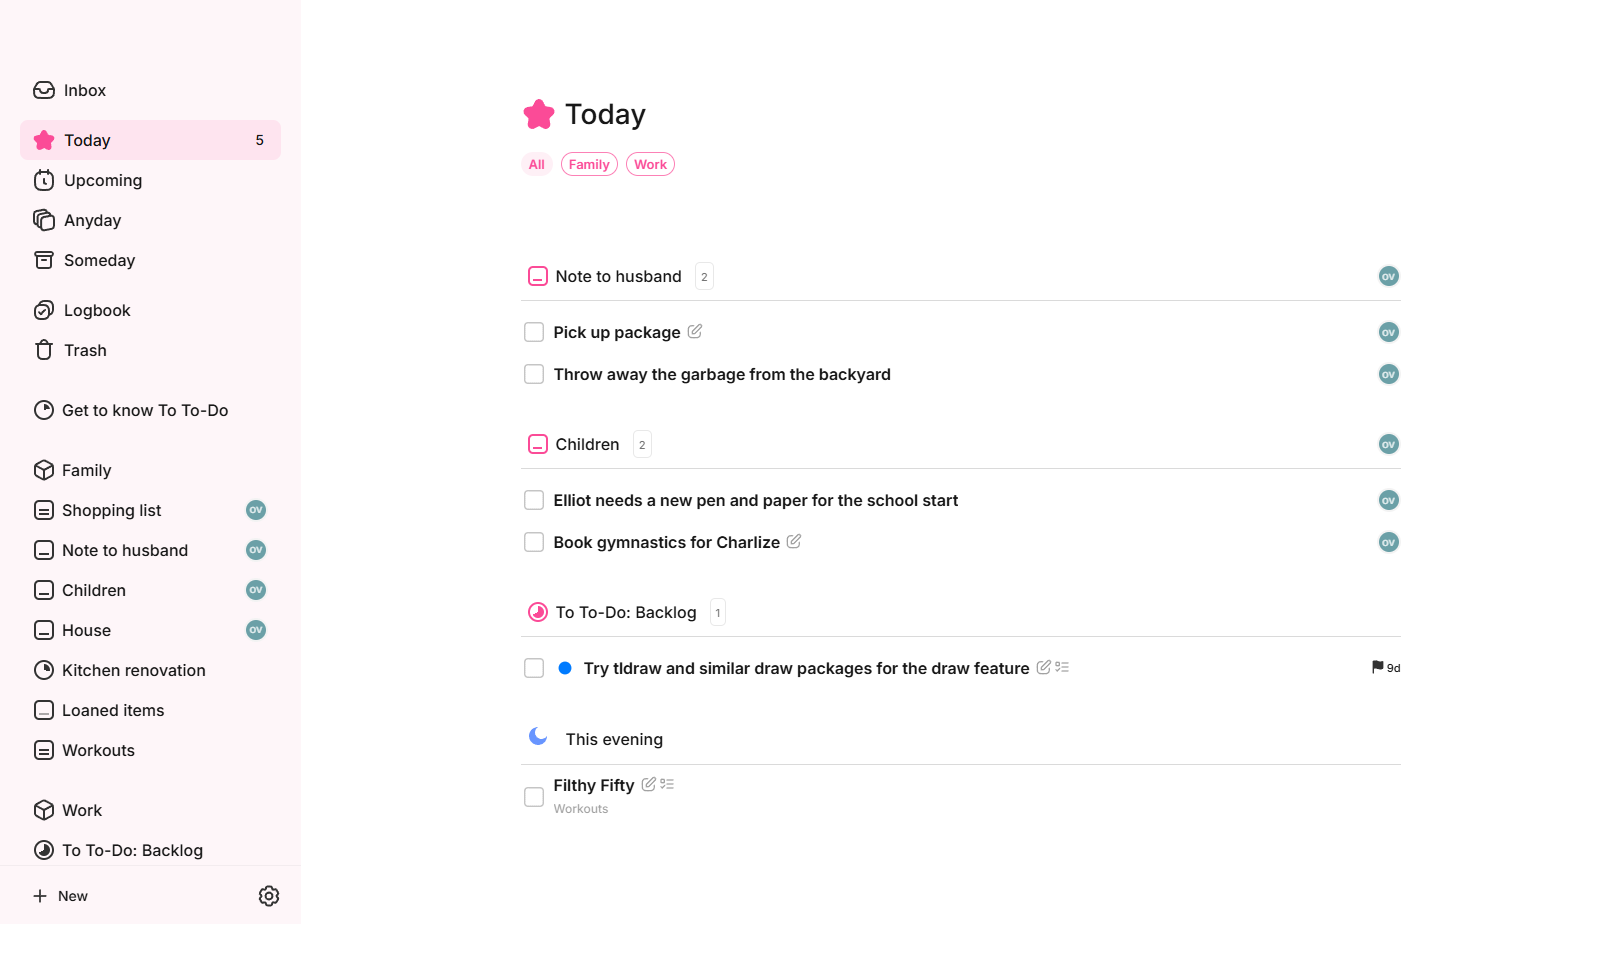 Inbox
Today 5
Upcoming
Anyday
Someday
Logbook
Trash
Get to know To To-Do
Family
Shopping list OV
Note to husband OV
Children OV
House OV
Kitchen renovation
Loaned items
Workouts
Work
To To-Do: Backlog
New
Today
All Family Work
Note to husband 2 OV
Pick up package OV
Throw away the garbage from the backyard OV
Children 2 OV
Elliot needs a new pen and paper for the school start OV
Book gymnastics for Charlize OV
To To-Do: Backlog 1
Try tldraw and similar draw packages for the draw feature 9d
This evening
Filthy Fifty
Workouts